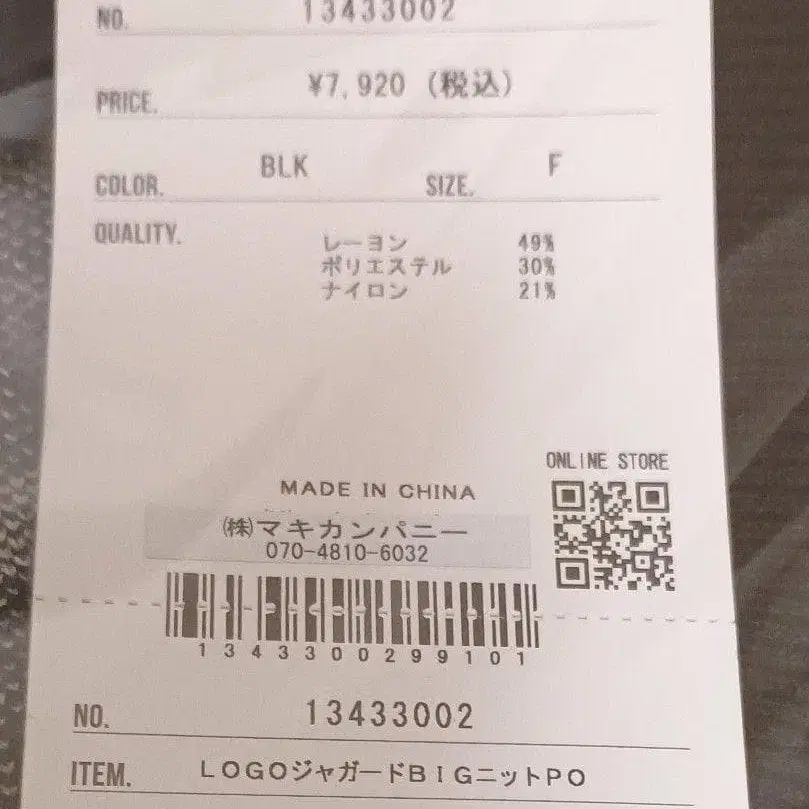 NO. 13433002
PRICE. ¥7,920 (税込)
COLOR. BLK SIZE. F
QUALITY. レーヨン 49%
ポリエステル 30%
ナイロン 21%
ONLINE STORE
MADE IN CHINA
㈱マキカンパニー
070-4810-6032
1343300299101
NO. 13433002
ITEM. LOGOジャガードBIGニットPO